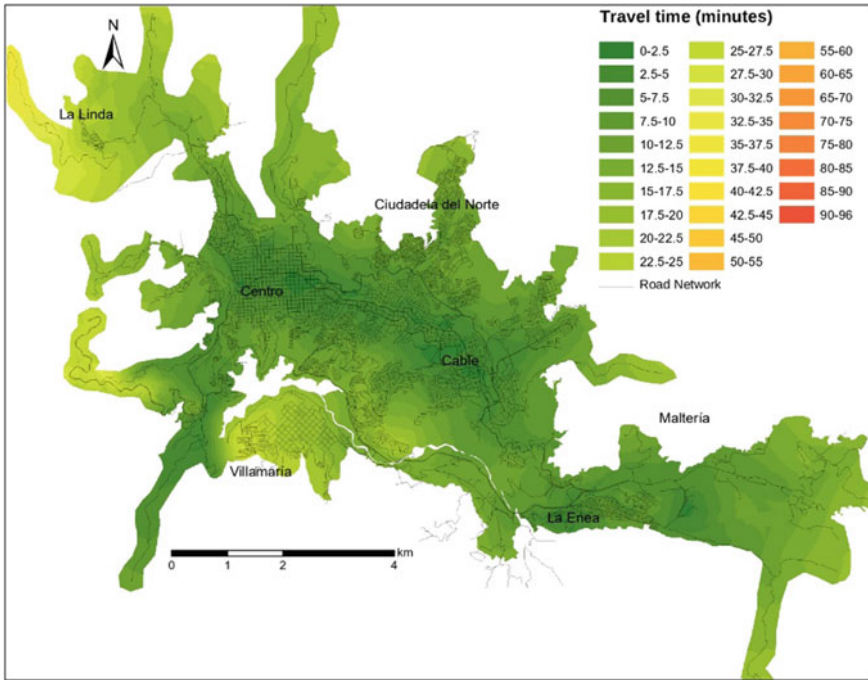 Travel time (minutes)
0-2.5
2.5-5
5-7.5
7.5-10
10-12.5
12.5-15
15-17.5
17.5-20
20-22.5
22.5-25
25-27.5
27.5-30
30-32.5
32.5-35
35-37.5
37.5-40
40-42.5
42.5-45
45-50
50-55
55-60
60-65
65-70
70-75
75-80
80-85
85-90
90-96
Road Network
N
La Linda
Ciudadela del Norte
Centro
Cable
Maltería
Villamaría
La Enea
km
0 1 2 4